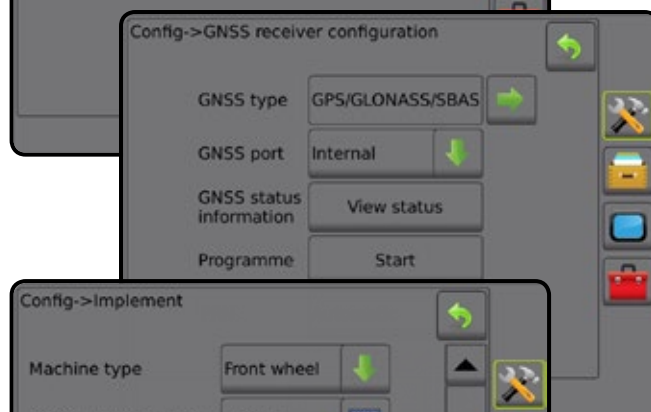 Config->GNSS receiver configuration
GNSS type GPS/GLONASS/SBAS
GNSS port Internal
GNSS status
information View status
Programme Start
Config->Implement
Machine type Front wheel